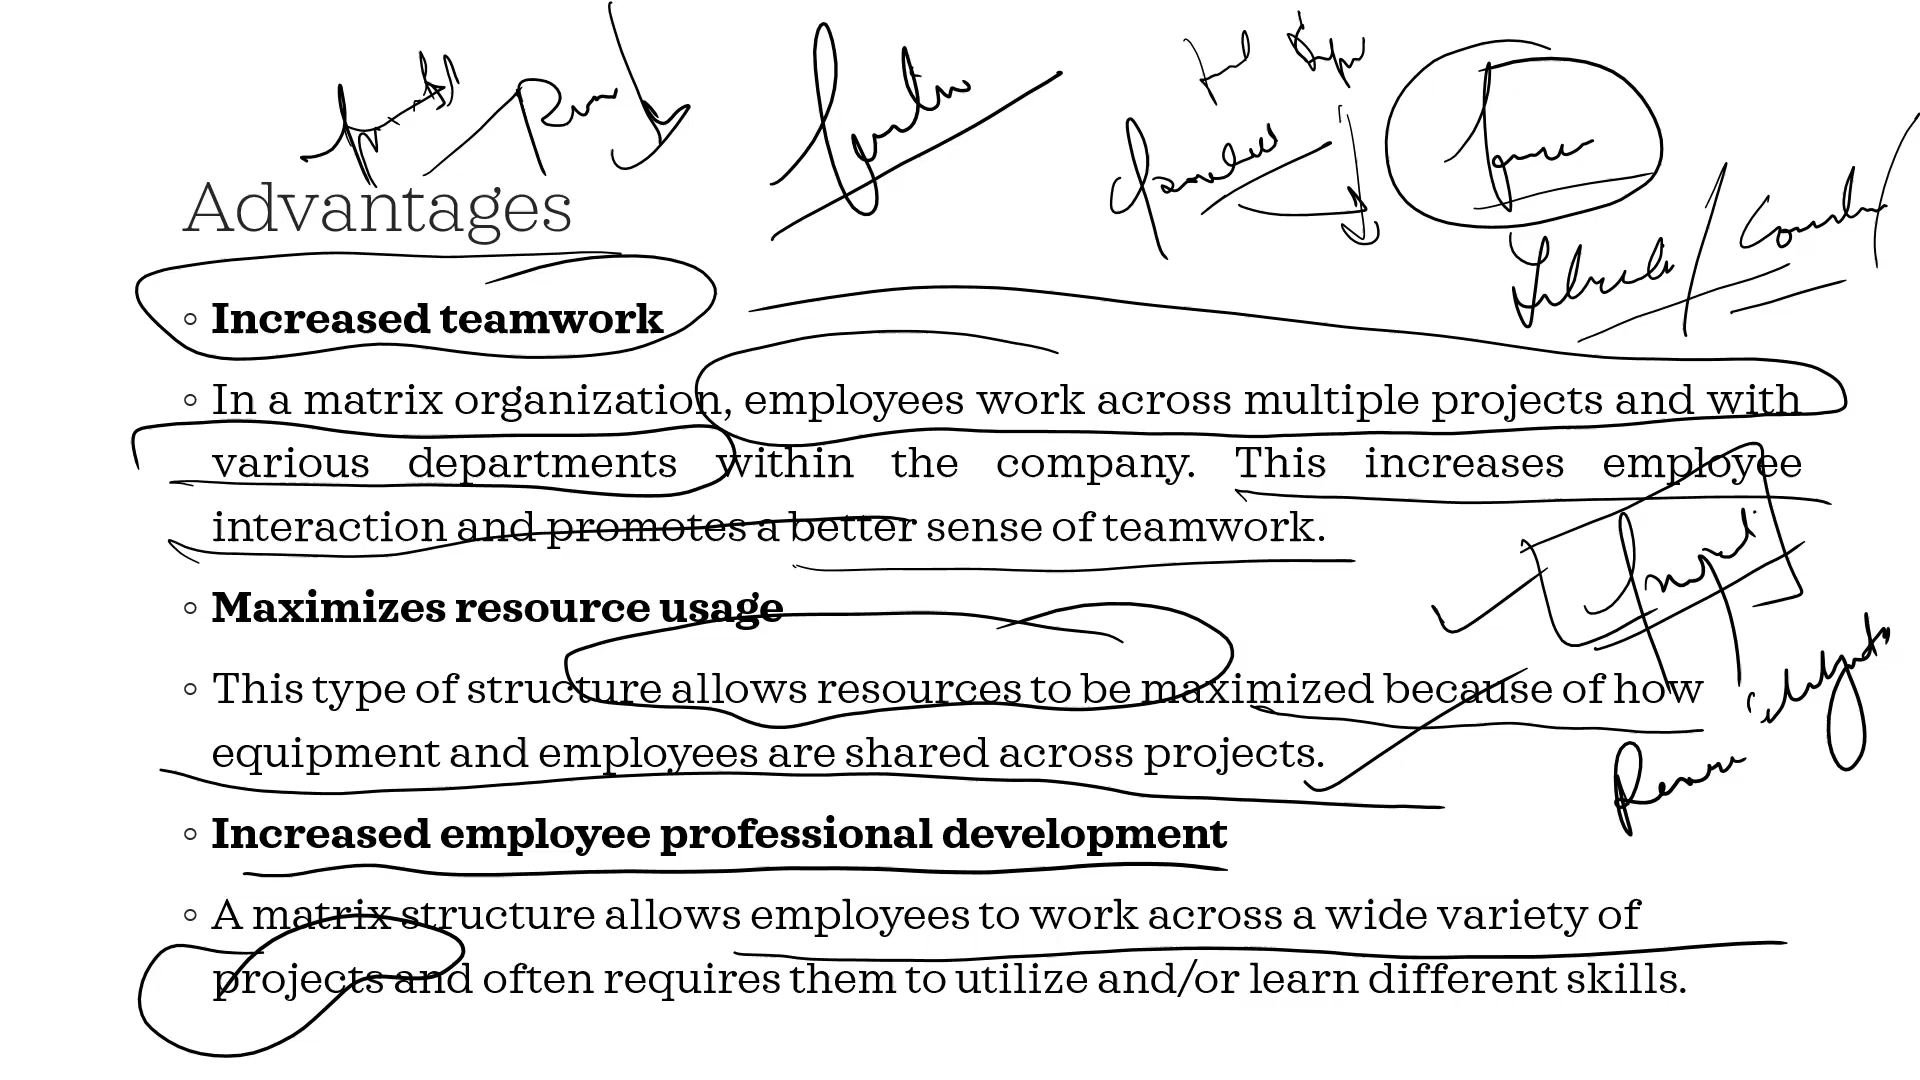 Advantages
Increased teamwork
In a matrix organization, employees work across multiple projects and with
various departments within the company. This increases employee
interaction and promotes a better sense of teamwork.
Maximizes resource usage
This type of structure allows resources to be maximized because of how
equipment and employees are shared across projects.
Increased employee professional development
A matrix structure allows employees to work across a wide variety of
projects and often requires them to utilize and/or learn different skills.